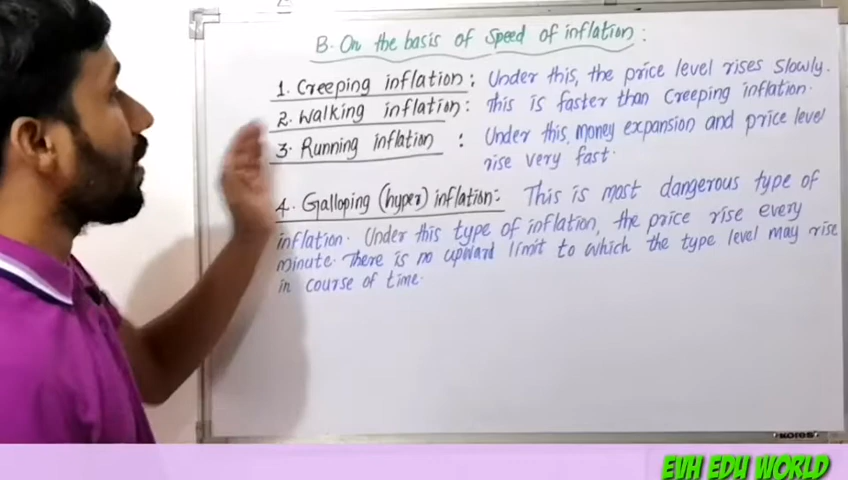 B. On the basis of Speed of inflation:
1. Creeping inflation: Under this, the price level rises slowly.
2. Walking inflation: this is faster than creeping inflation.
3. Running inflation: Under this, money expansion and price level
rise very fast.
4. Galloping (hyper) inflation: This is most dangerous type of
inflation. Under this type of inflation, the price rise every
minute. There is no upward limit to which the type level may rise
in course of time.
KOROS
EVH EDU WORLD